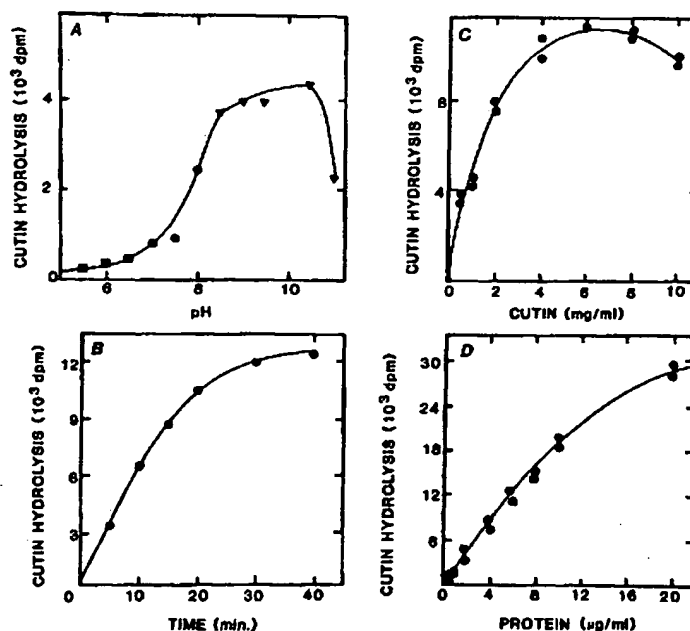 A
CUTIN HYDROLYSIS (10³ dpm)
4
2
0
6 8 10
pH
C
CUTIN HYDROLYSIS (10³ dpm)
8
4
0 2 4 6 8 10
CUTIN (mg/ml)
B
CUTIN HYDROLYSIS (10³ dpm)
12
9
6
3
0 10 20 30 40
TIME (min.)
D
CUTIN HYDROLYSIS (10³ dpm)
30
24
18
12
6
0 4 8 12 16 20
PROTEIN (µg/ml)